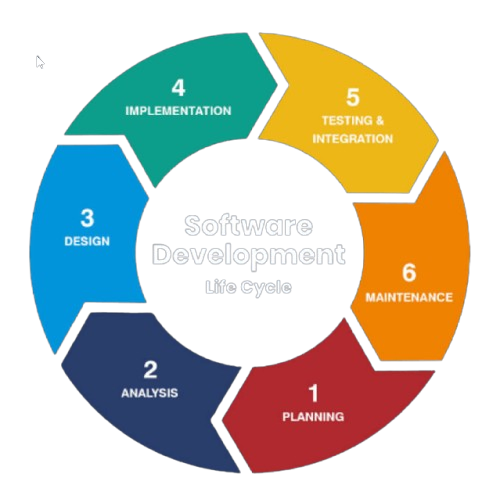 Software
Development
Life Cycle
1
PLANNING
2
ANALYSIS
3
DESIGN
4
IMPLEMENTATION
5
TESTING &
INTEGRATION
6
MAINTENANCE